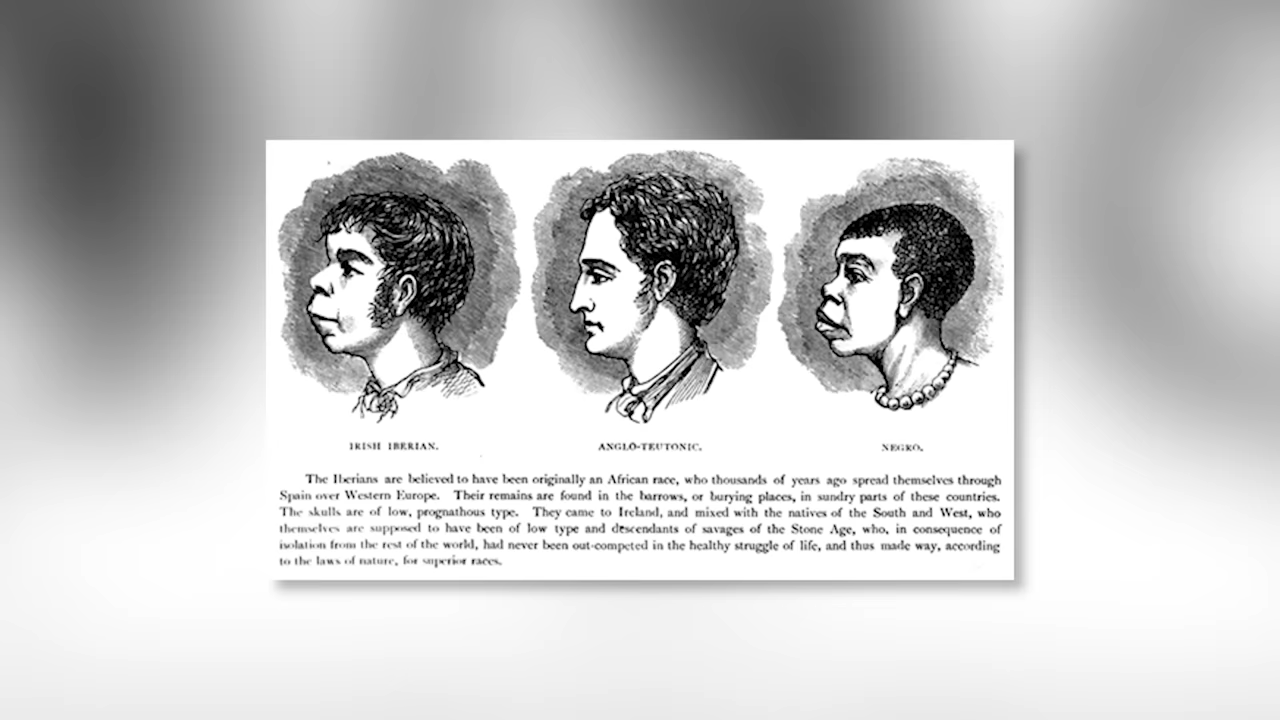 IRISH IBERIAN.
ANGLO-TEUTONIC.
NEGRO.
The Iberians are believed to have been originally an African race, who thousands of years ago spread themselves through
Spain over Western Europe. Their remains are found in the barrows, or burying places, in sundry parts of these countries.
The skulls are of low, prognathous type. They came to Ireland, and mixed with the natives of the South and West, who
themselves are supposed to have been of low type and descendants of savages of the Stone Age, who, in consequence of
isolation from the rest of the world, had never been out-competed in the healthy struggle of life, and thus made way, according
to the laws of nature, for superior races.